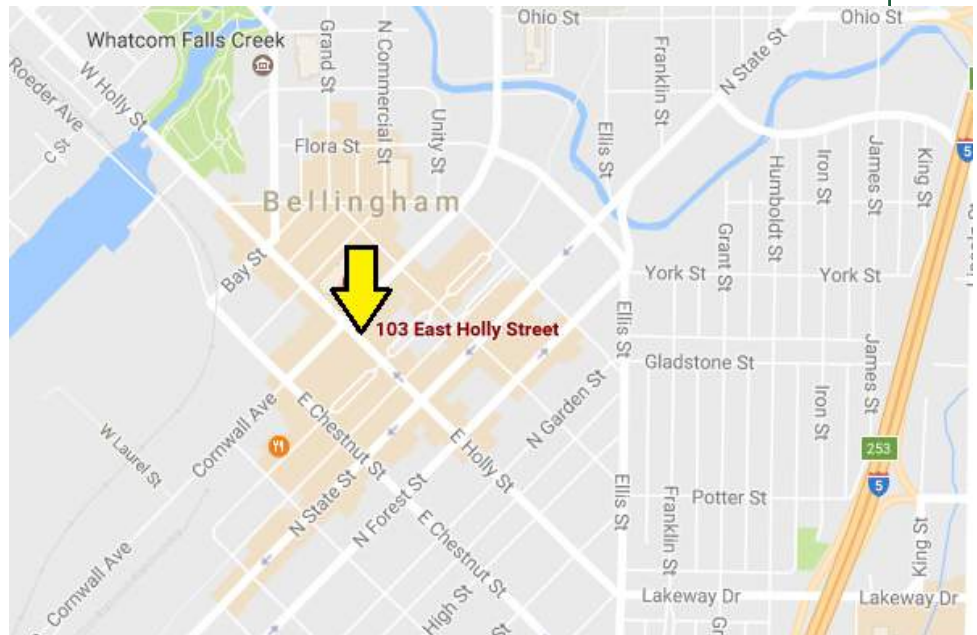 Ohio St
Ohio St
Whatcom Falls Creek
Grand St
N Commercial St
Franklin St
N State St
Roeder Ave
W Holly St
C St
Unity St
Flora St
Ellis St
Humboldt St
Iron St
James St
King St
5
Bellingham
Grant St
Bay St
York St
York St
103 East Holly Street
Ellis St
Gladstone St
James St
N Garden St
Iron St
Cornwall Ave
E Chestnut St
W Laurel St
E Holly St
253
5
N State St
N Forest St
Ellis St
Franklin St
Potter St
King St
E Chestnut St
Cornwall Ave
High St
Lakeway Dr
Lakeway Dr
Gr